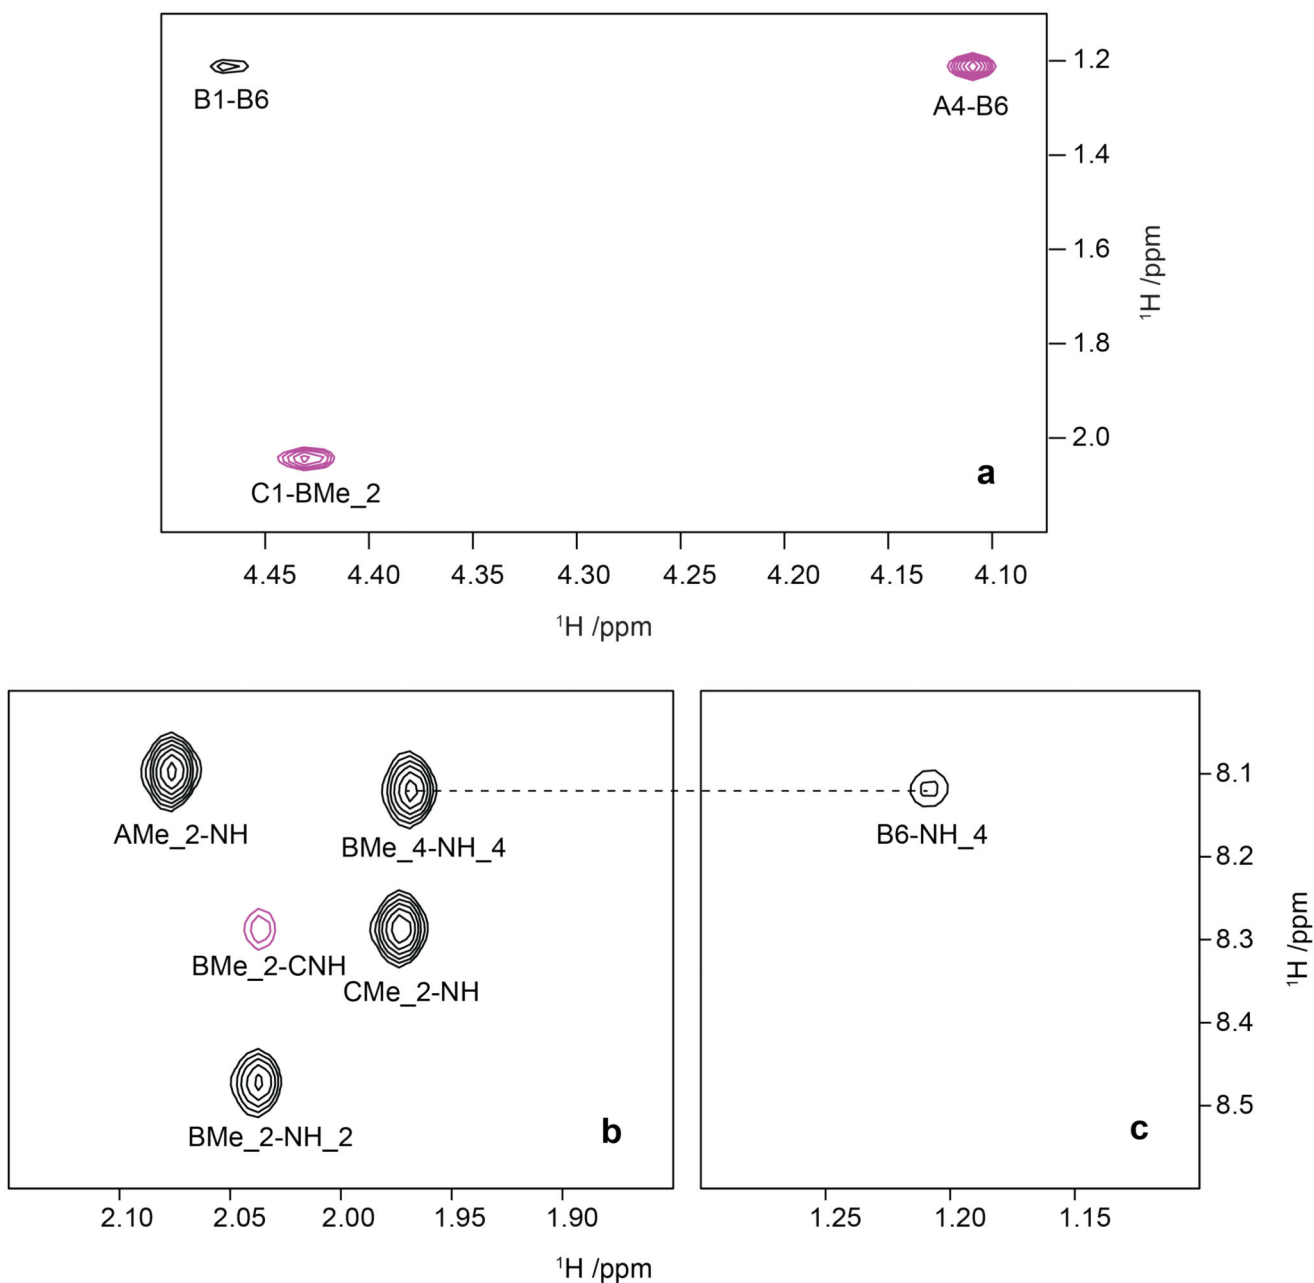 B1-B6
A4-B6
C1-BMe_2
a
1.2
1.4
1.6
1.8
2.0
¹H /ppm
4.45 4.40 4.35 4.30 4.25 4.20 4.15 4.10
¹H /ppm
AMe_2-NH
BMe_4-NH_4
BMe_2-CNH
CMe_2-NH
BMe_2-NH_2
b
2.10 2.05 2.00 1.95 1.90
B6-NH_4
c
8.1
8.2
8.3
8.4
8.5
¹H /ppm
1.25 1.20 1.15
¹H /ppm